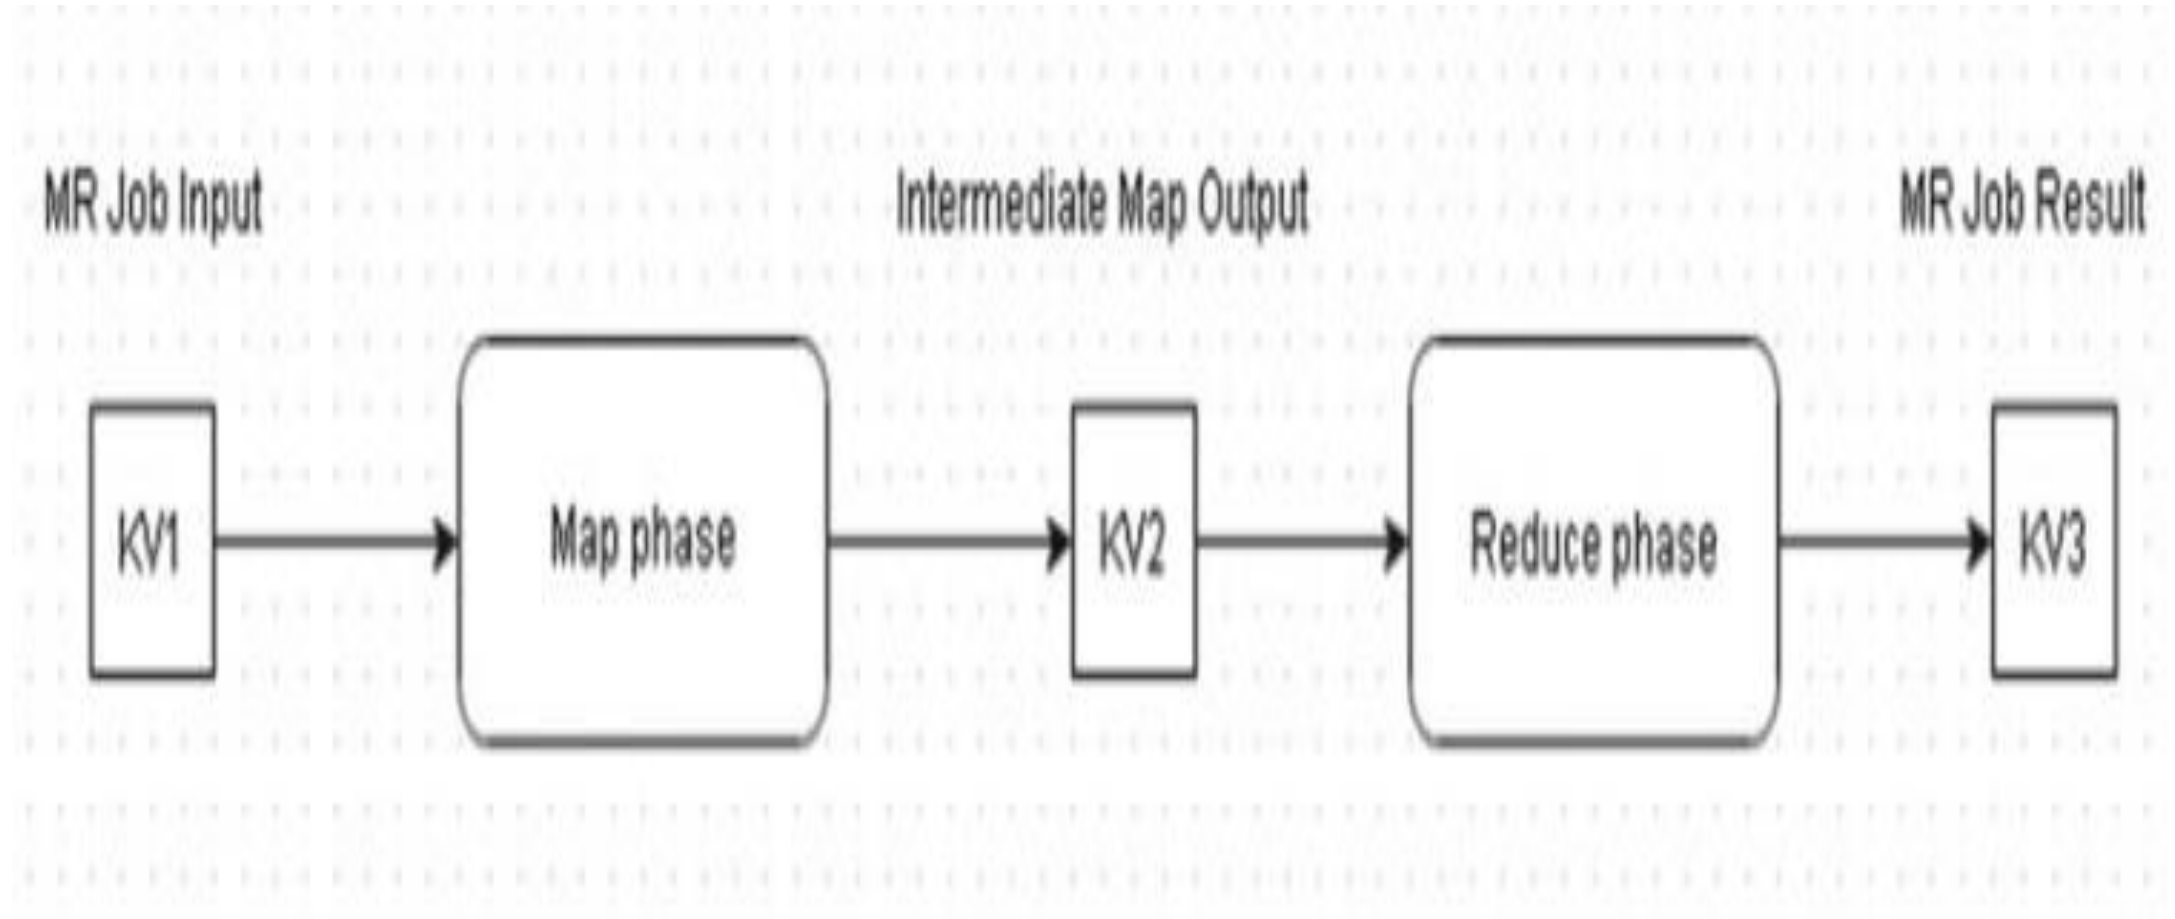 MR Job Input
Intermediate Map Output
MR Job Result
KV1
Map phase
KV2
Reduce phase
KV3